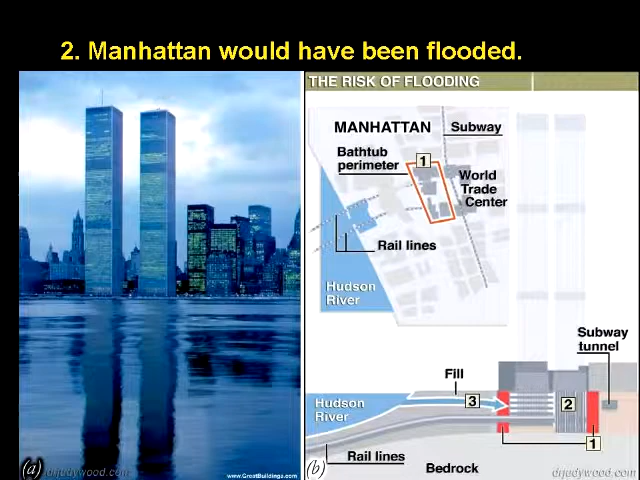 2. Manhattan would have been flooded.
THE RISK OF FLOODING
MANHATTAN
Subway
Bathtub
perimeter
1
World
Trade
Center
Rail lines
Hudson
River
Subway
tunnel
Fill
Hudson
River
3
2
1
Rail lines
Bedrock
(a) drjudywood.com
www.GreatBuildings.com
(b)
drjudywood.com